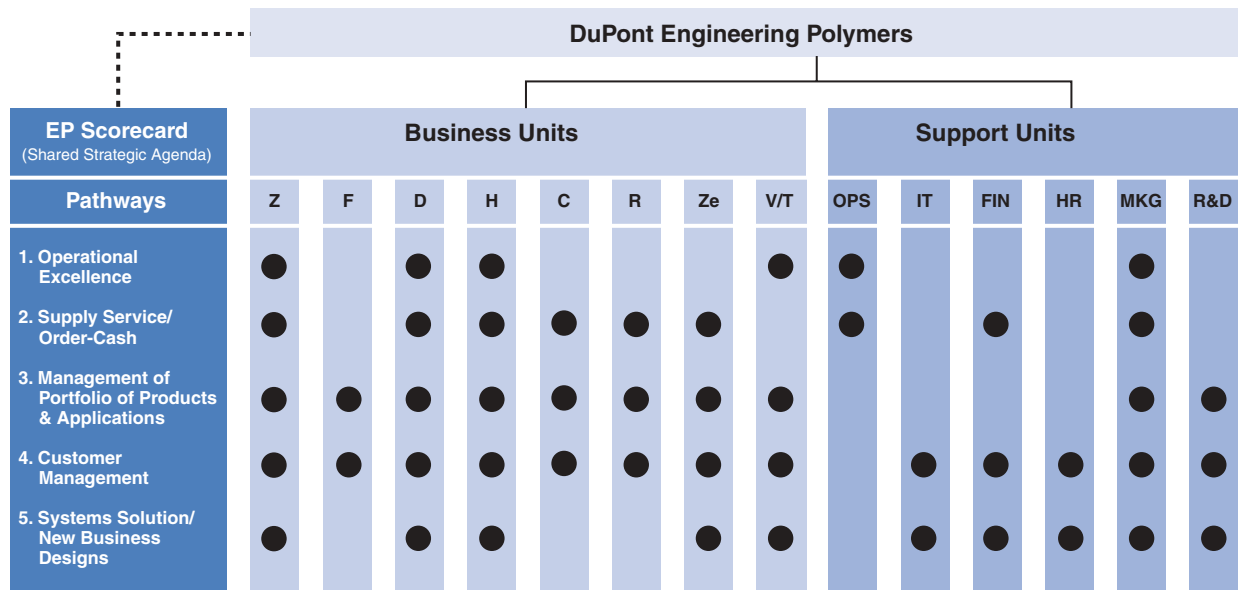 DuPont Engineering Polymers
EP Scorecard
(Shared Strategic Agenda)
Business Units
Support Units
Pathways
Z
F
D
H
C
R
Ze
V/T
OPS
IT
FIN
HR
MKG
R&D
1. Operational
Excellence
2. Supply Service/
Order-Cash
3. Management of
Portfolio of Products
& Applications
4. Customer
Management
5. Systems Solution/
New Business
Designs